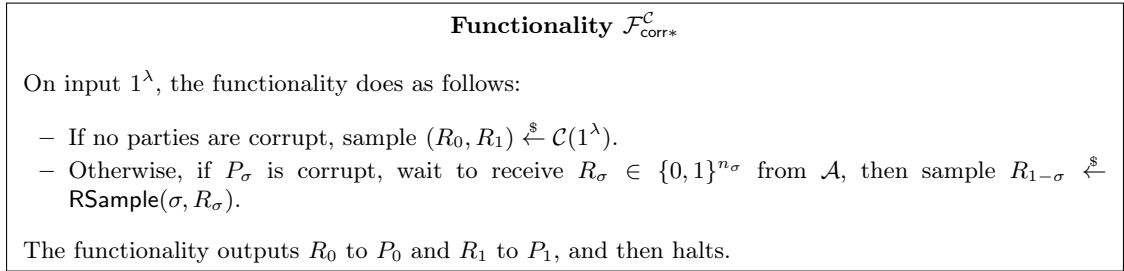 Functionality $\mathcal{F}_{\mathsf{corr*}}^{\mathcal{C}}$
On input $1^\lambda$, the functionality does as follows:
– If no parties are corrupt, sample $(R_0, R_1) \xleftarrow{\$} \mathcal{C}(1^\lambda)$.
– Otherwise, if $P_\sigma$ is corrupt, wait to receive $R_\sigma \in \{0,1\}^{n_\sigma}$ from $\mathcal{A}$, then sample $R_{1-\sigma} \xleftarrow{\$}$
$\mathsf{RSample}(\sigma, R_\sigma)$.
The functionality outputs $R_0$ to $P_0$ and $R_1$ to $P_1$, and then halts.